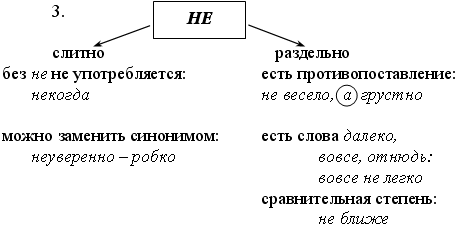 3.
НЕ
слитно
без не не употребляется:
некогда
можно заменить синонимом:
неуверенно – робко
раздельно
есть противопоставление:
не весело, а грустно
есть слова далеко,
вовсе, отнюдь:
вовсе не легко
сравнительная степень:
не ближе